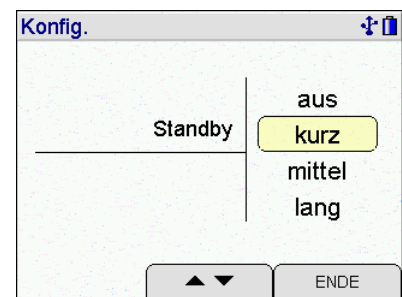 Konfig.
Standby
aus
kurz
mittel
lang
ENDE